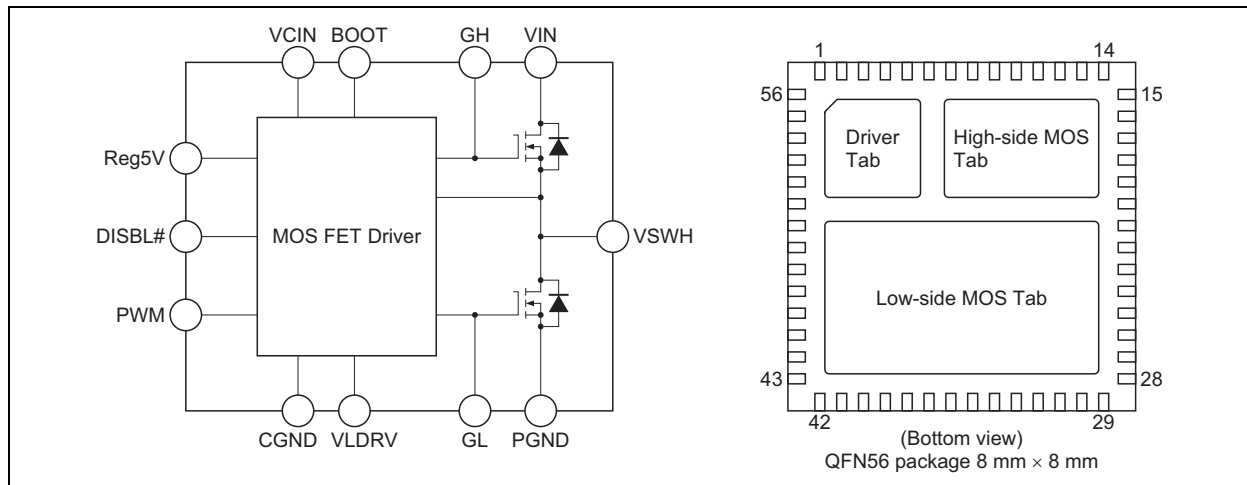 VCIN BOOT GH VIN
Reg5V
DISBL#
PWM
MOS FET Driver
VSWH
CGND VLDRV GL PGND
1 14
56 15
Driver
Tab
High-side MOS
Tab
Low-side MOS Tab
43 28
42 29
(Bottom view)
QFN56 package 8 mm × 8 mm